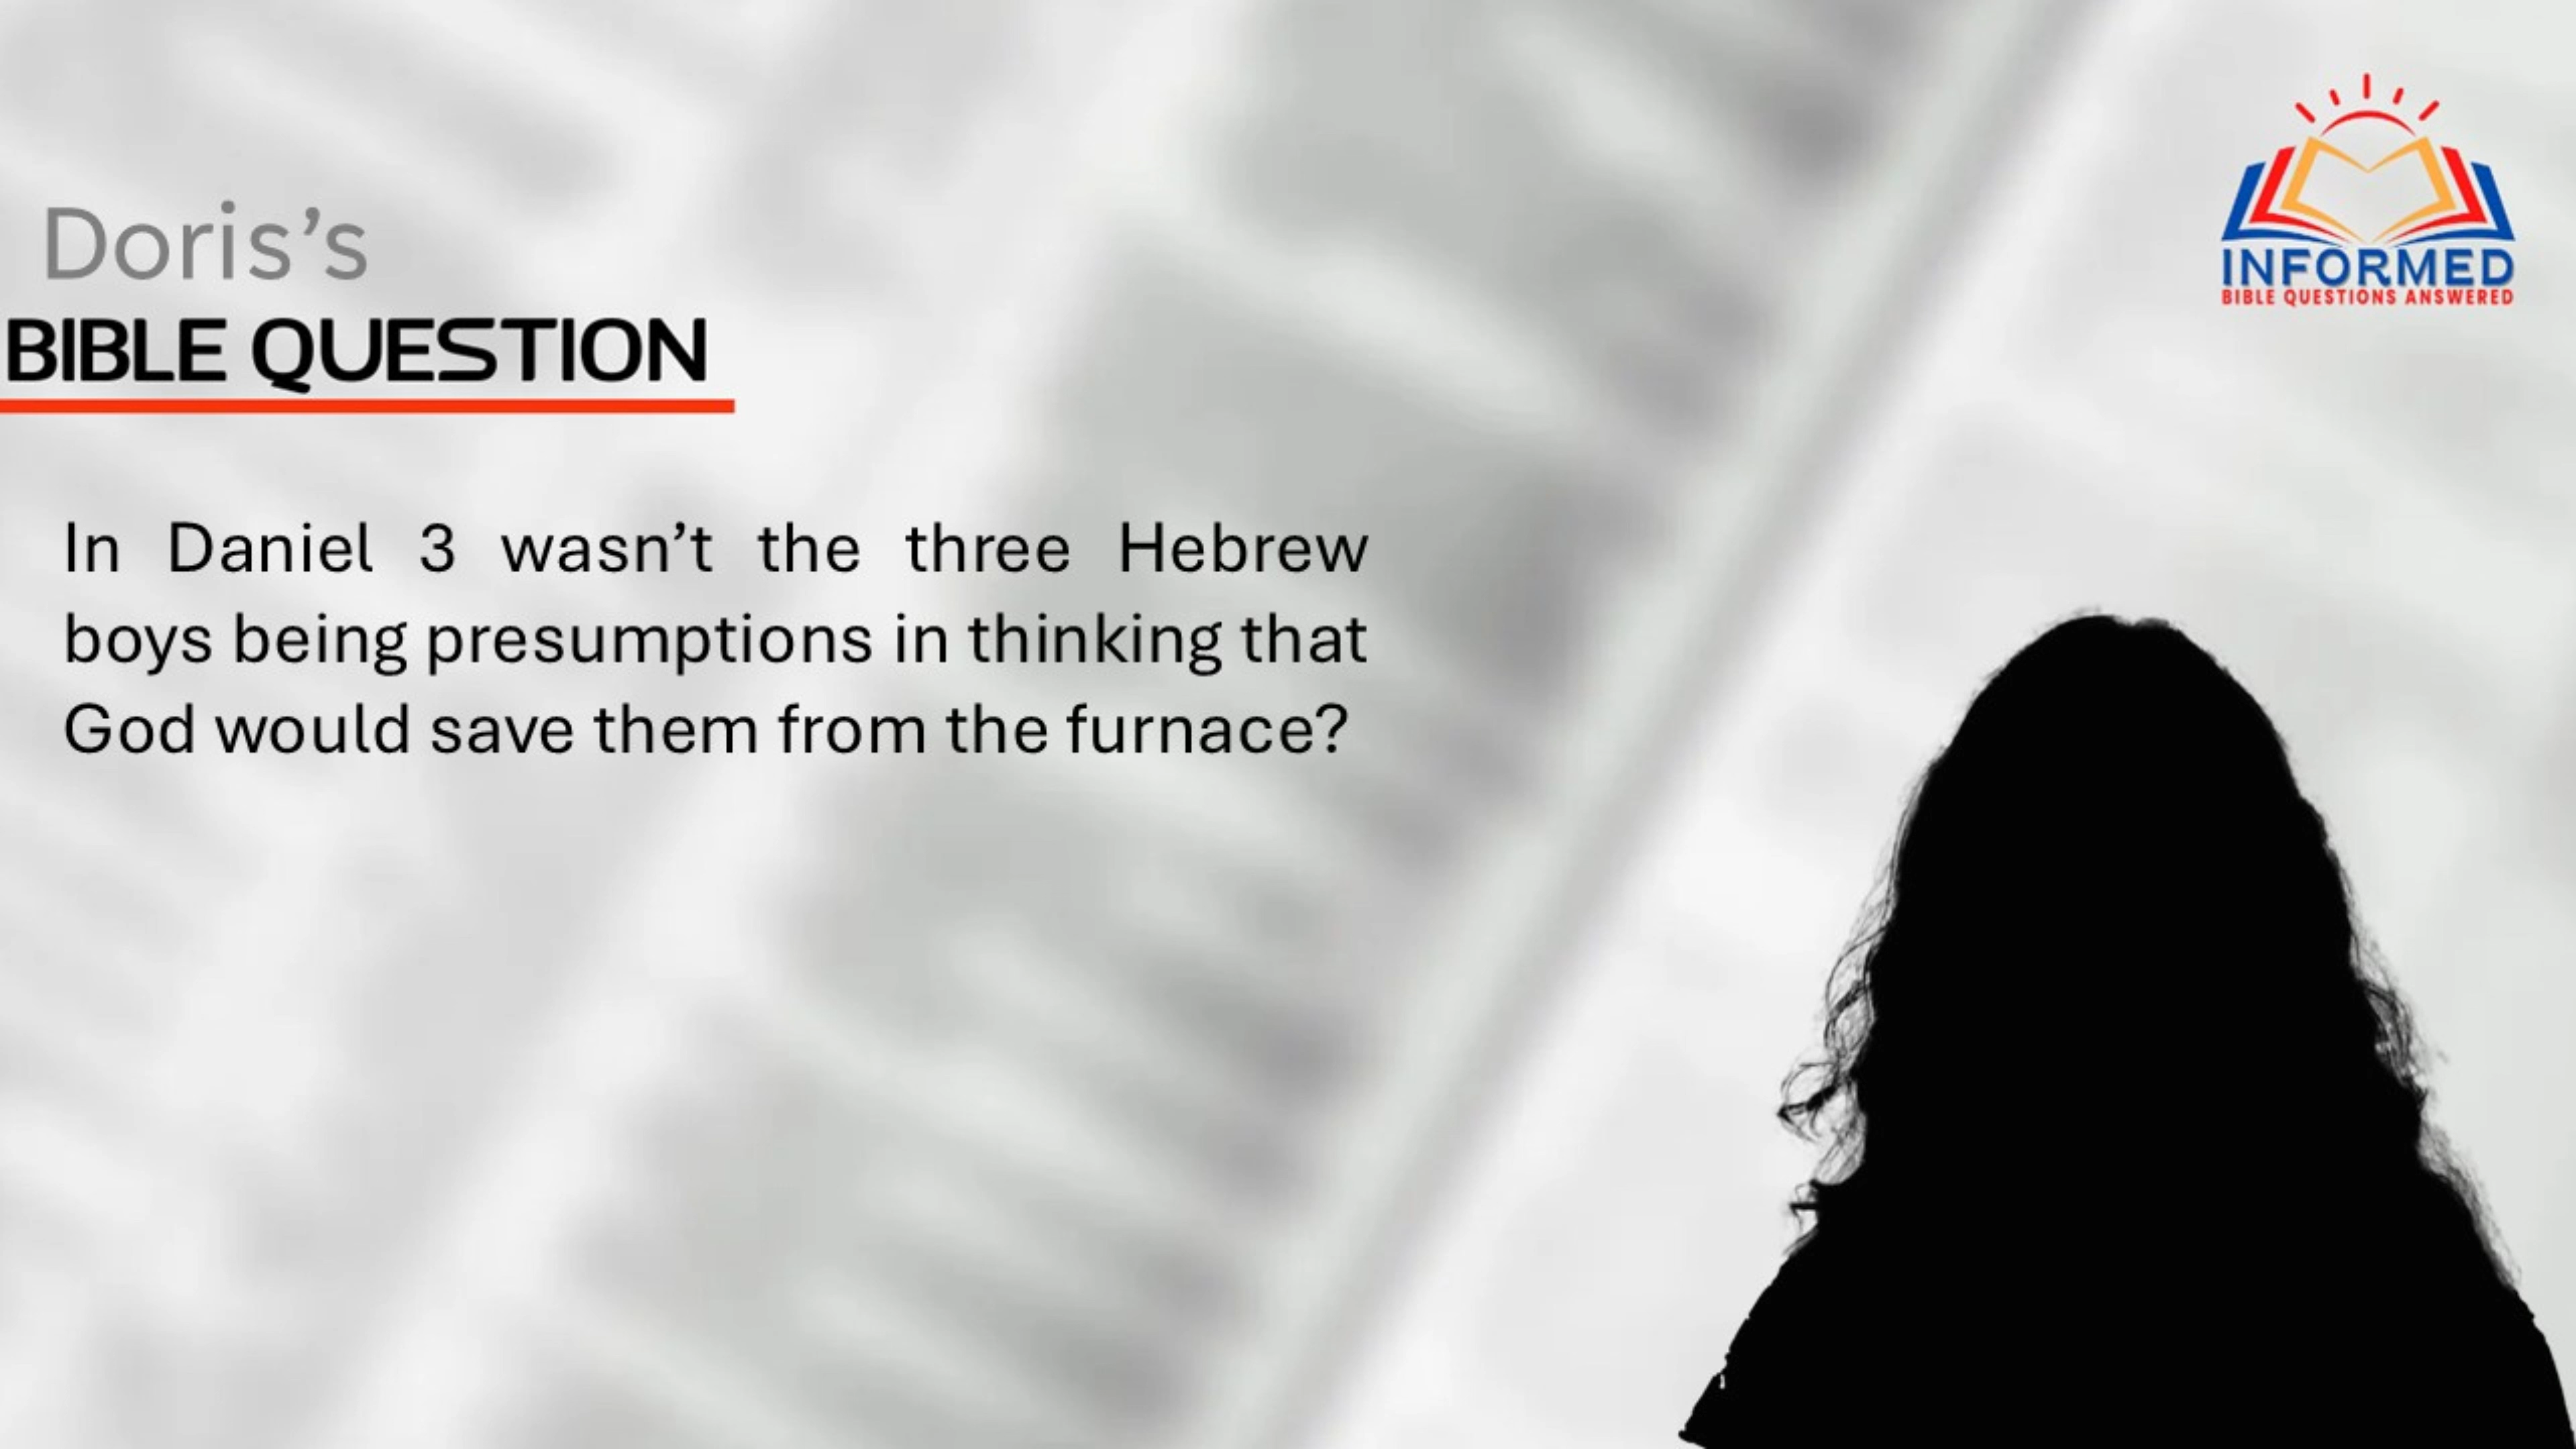 Doris’s
BIBLE QUESTION
INFORMED
BIBLE QUESTIONS ANSWERED
In Daniel 3 wasn’t the three Hebrew
boys being presumptions in thinking that
God would save them from the furnace?